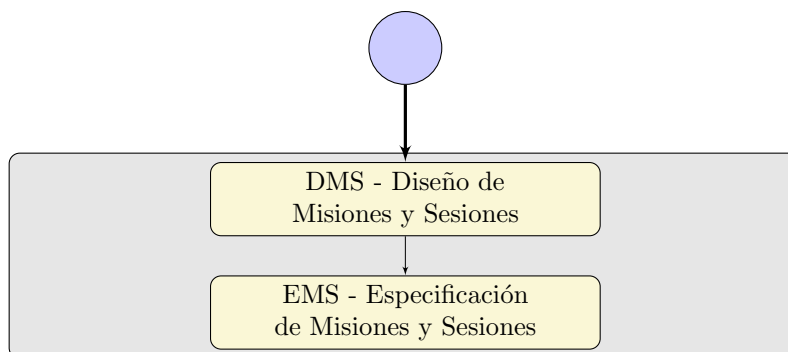 DMS - Diseño de
Misiones y Sesiones
EMS - Especificación
de Misiones y Sesiones